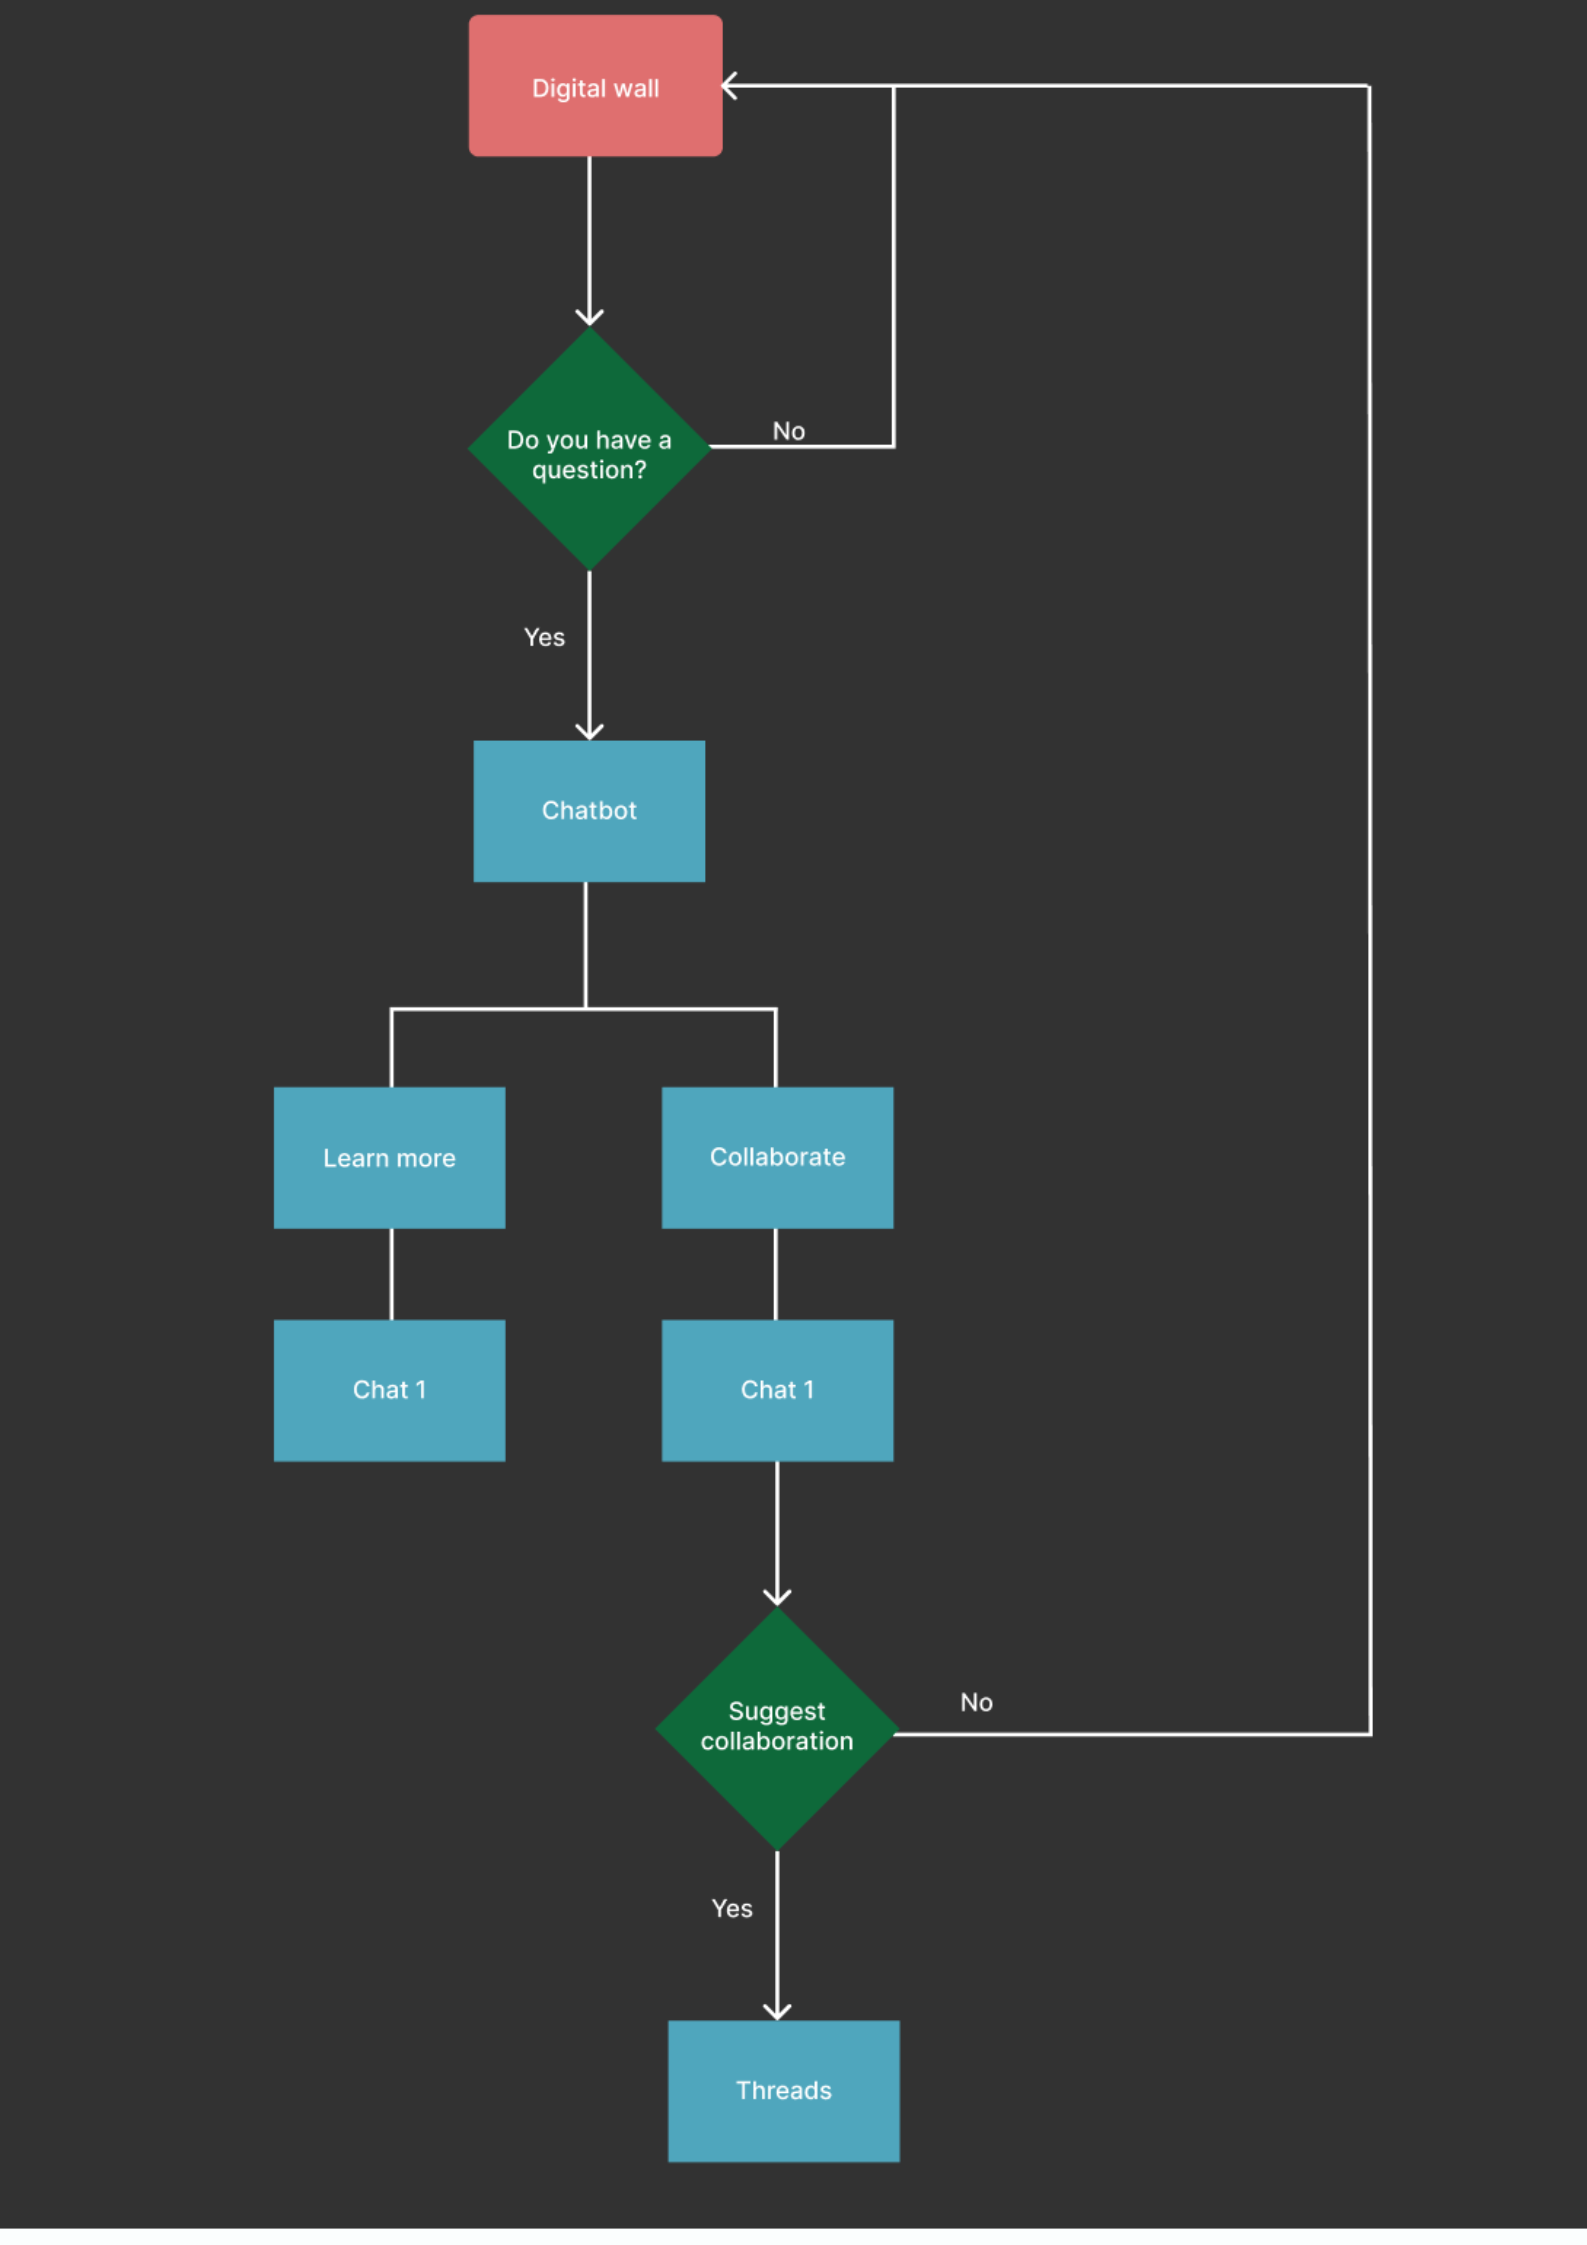 Digital wall
Do you have a
question?
No
Yes
Chatbot
Learn more
Collaborate
Chat 1
Chat 1
Suggest
collaboration
No
Yes
Threads